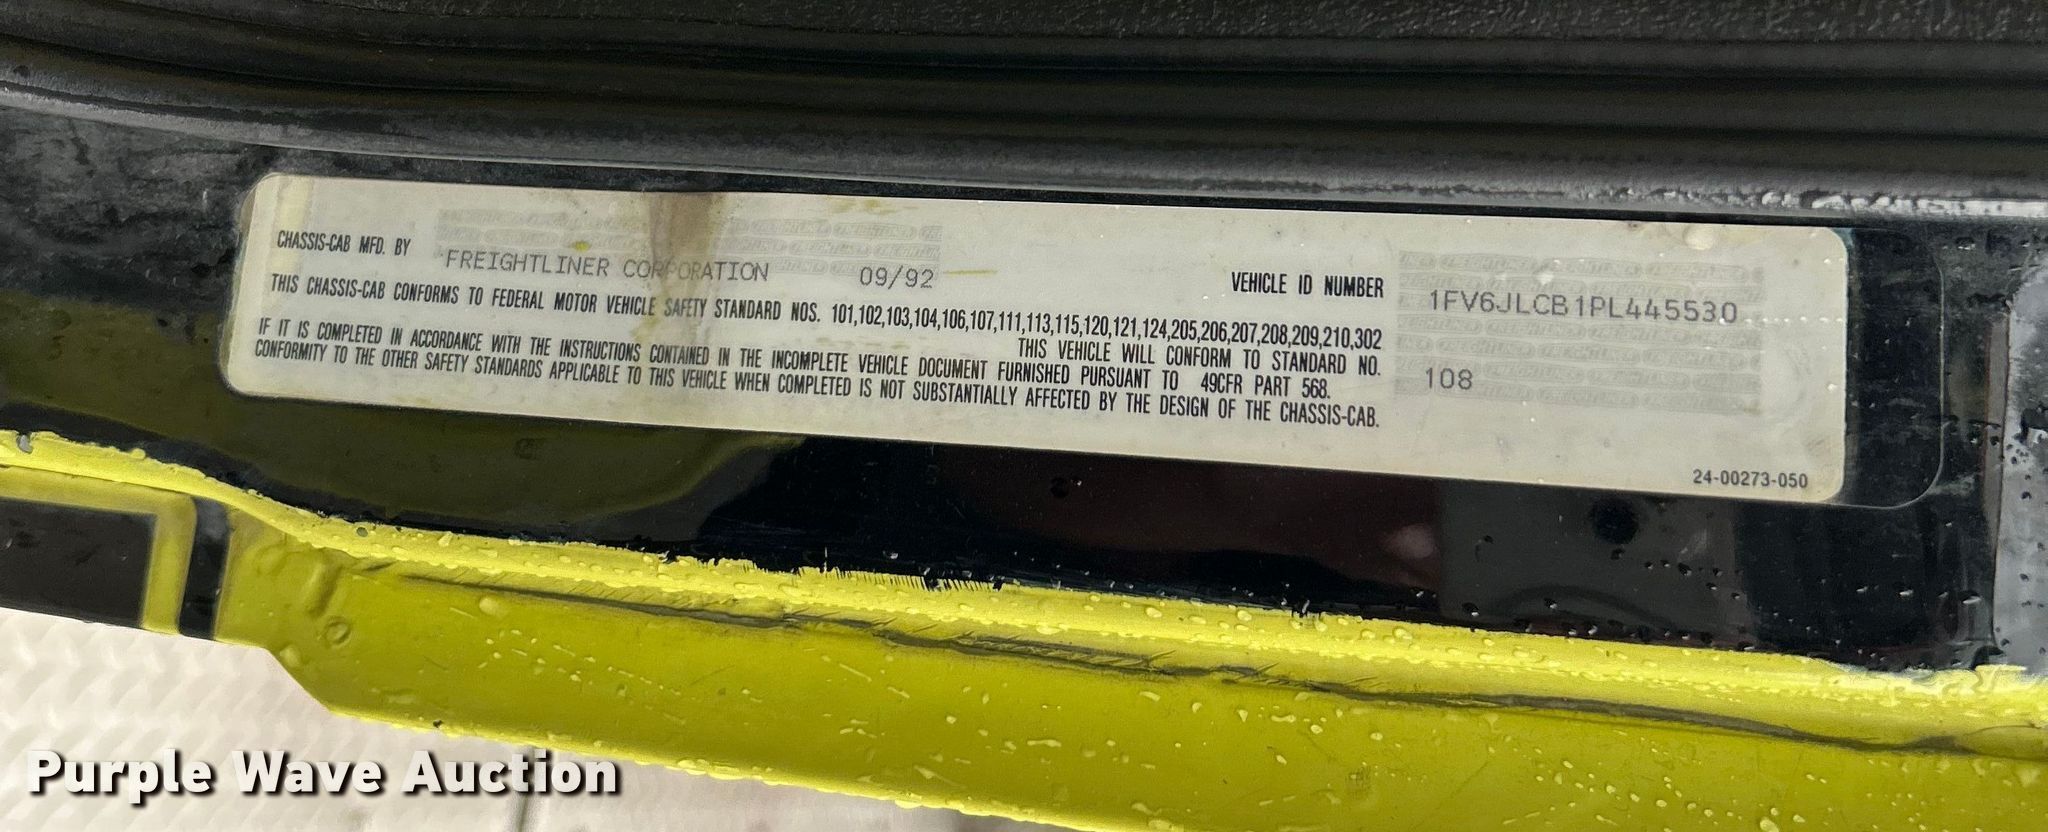 CHASSIS-CAB MFD. BY FREIGHTLINER CORPORATION 09/92 VEHICLE ID NUMBER 1FV6JLCB1PL445530
THIS CHASSIS-CAB CONFORMS TO FEDERAL MOTOR VEHICLE SAFETY STANDARD NOS. 101,102,103,104,106,107,111,113,115,120,121,124,205,206,207,208,209,210,302
THIS VEHICLE WILL CONFORM TO STANDARD NO. 108
IF IT IS COMPLETED IN ACCORDANCE WITH THE INSTRUCTIONS CONTAINED IN THE INCOMPLETE VEHICLE DOCUMENT FURNISHED PURSUANT TO 49CFR PART 568.
CONFORMITY TO THE OTHER SAFETY STANDARDS APPLICABLE TO THIS VEHICLE WHEN COMPLETED IS NOT SUBSTANTIALLY AFFECTED BY THE DESIGN OF THE CHASSIS-CAB.
24-00273-050
Purple Wave Auction